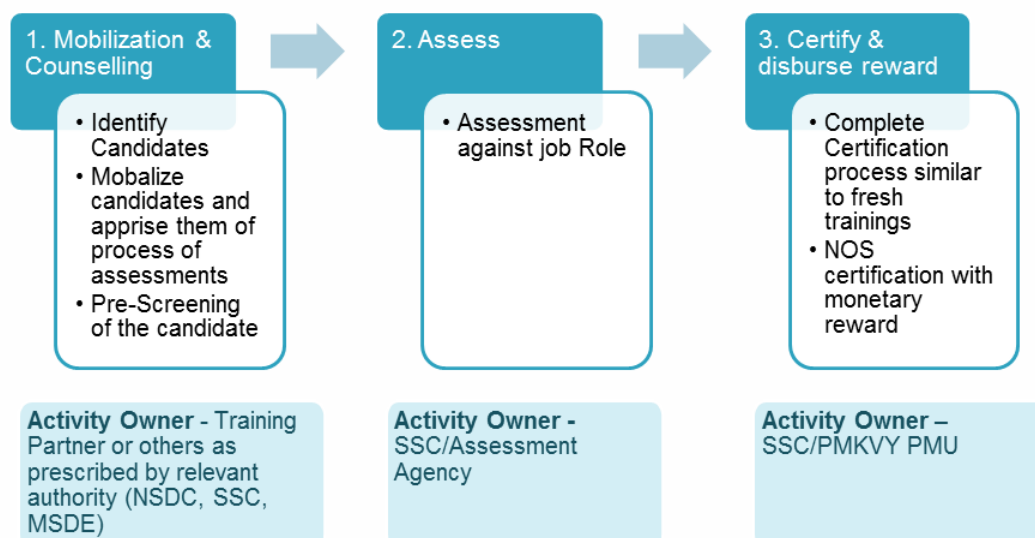 1. Mobilization &
Counselling
• Identify
Candidates
• Mobalize
candidates and
apprise them of
process of
assessments
• Pre-Screening
of the candidate
Activity Owner - Training
Partner or others as
prescribed by relevant
authority (NSDC, SSC,
MSDE)
2. Assess
• Assessment
against job Role
Activity Owner -
SSC/Assessment
Agency
3. Certify &
disburse reward
• Complete
Certification
process similar
to fresh
trainings
• NOS
certification with
monetary
reward
Activity Owner –
SSC/PMKVY PMU